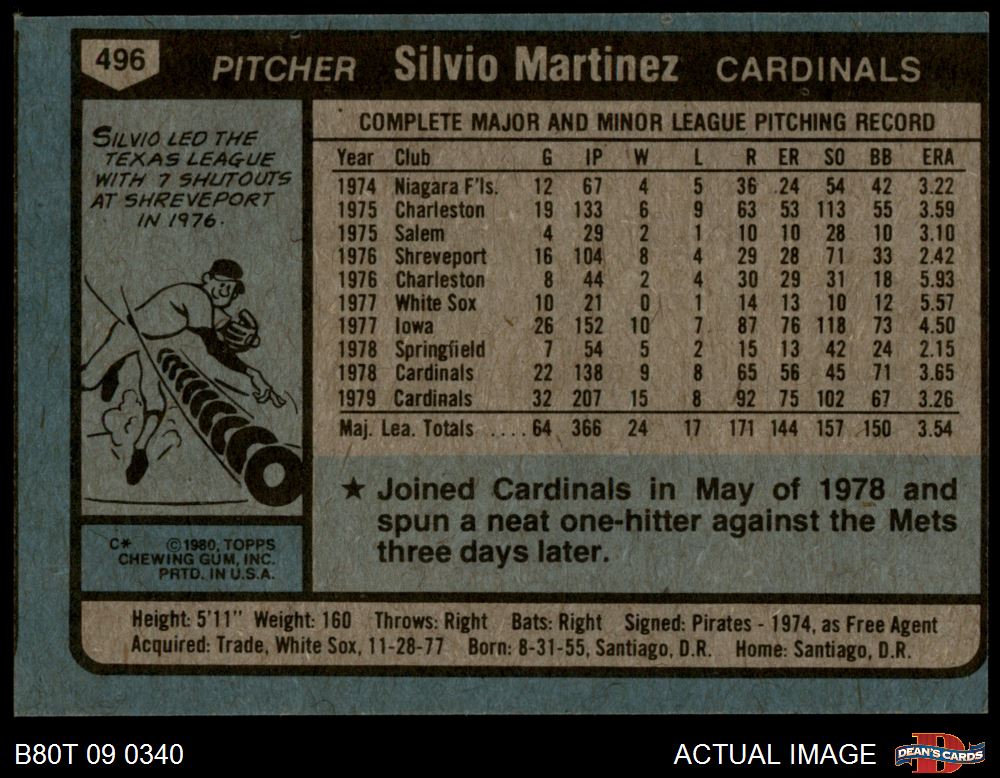 496 PITCHER Silvio Martinez CARDINALS
SILVIO LED THE
TEXAS LEAGUE
WITH 7 SHUTOUTS
AT SHREVEPORT
IN 1976.
COMPLETE MAJOR AND MINOR LEAGUE PITCHING RECORD
Year Club G IP W L R ER SO BB ERA
1974 Niagara F'ls. 12 67 4 5 36 24 54 42 3.22
1975 Charleston 19 133 6 9 63 53 113 55 3.59
1975 Salem 4 29 2 1 10 10 28 10 3.10
1976 Shreveport 16 104 8 4 29 28 71 33 2.42
1976 Charleston 8 44 2 4 30 29 31 18 5.93
1977 White Sox 10 21 0 1 14 13 10 12 5.57
1977 Iowa 26 152 10 7 87 76 118 73 4.50
1978 Springfield 7 54 5 2 15 13 42 24 2.15
1978 Cardinals 22 138 9 8 65 56 45 71 3.65
1979 Cardinals 32 207 15 8 92 75 102 67 3.26
Maj. Lea. Totals ....64 366 24 17 171 144 157 150 3.54
★ Joined Cardinals in May of 1978 and
spun a neat one-hitter against the Mets
three days later.
C* ©1980, TOPPS
CHEWING GUM, INC.
PRTD. IN U.S.A.
Height: 5'11" Weight: 160 Throws: Right Bats: Right Signed: Pirates - 1974, as Free Agent
Acquired: Trade, White Sox, 11-28-77 Born: 8-31-55, Santiago, D.R. Home: Santiago, D.R.
B80T 09 0340 ACTUAL IMAGE DEAN'S CARDS